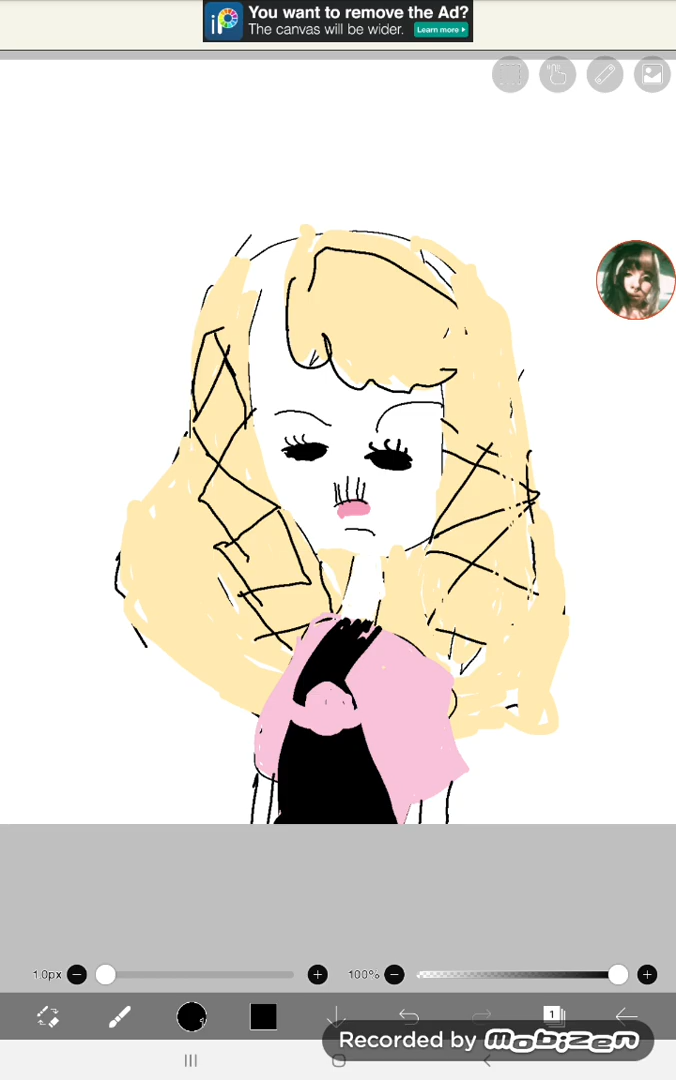 iP
You want to remove the Ad?
The canvas will be wider.
Learn more
1.0px
100%
1
Recorded by Mobizen